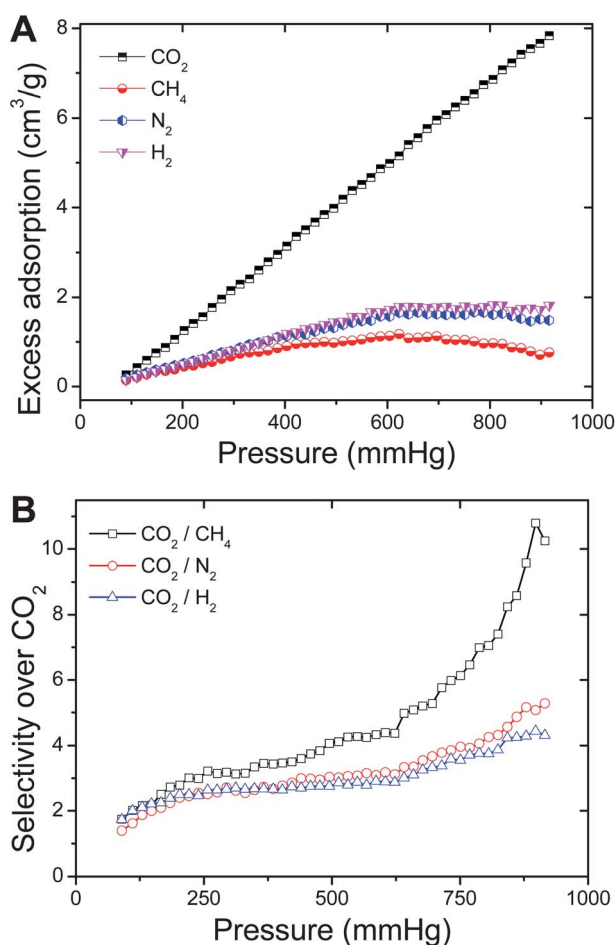 A
8
6
4
2
0
Excess adsorption (cm³/g)
CO₂
CH₄
N₂
H₂
200
400
600
800
1000
Pressure (mmHg)
B
10
8
6
4
2
0
Selectivity over CO₂
CO₂ / CH₄
CO₂ / N₂
CO₂ / H₂
0
250
500
750
1000
Pressure (mmHg)